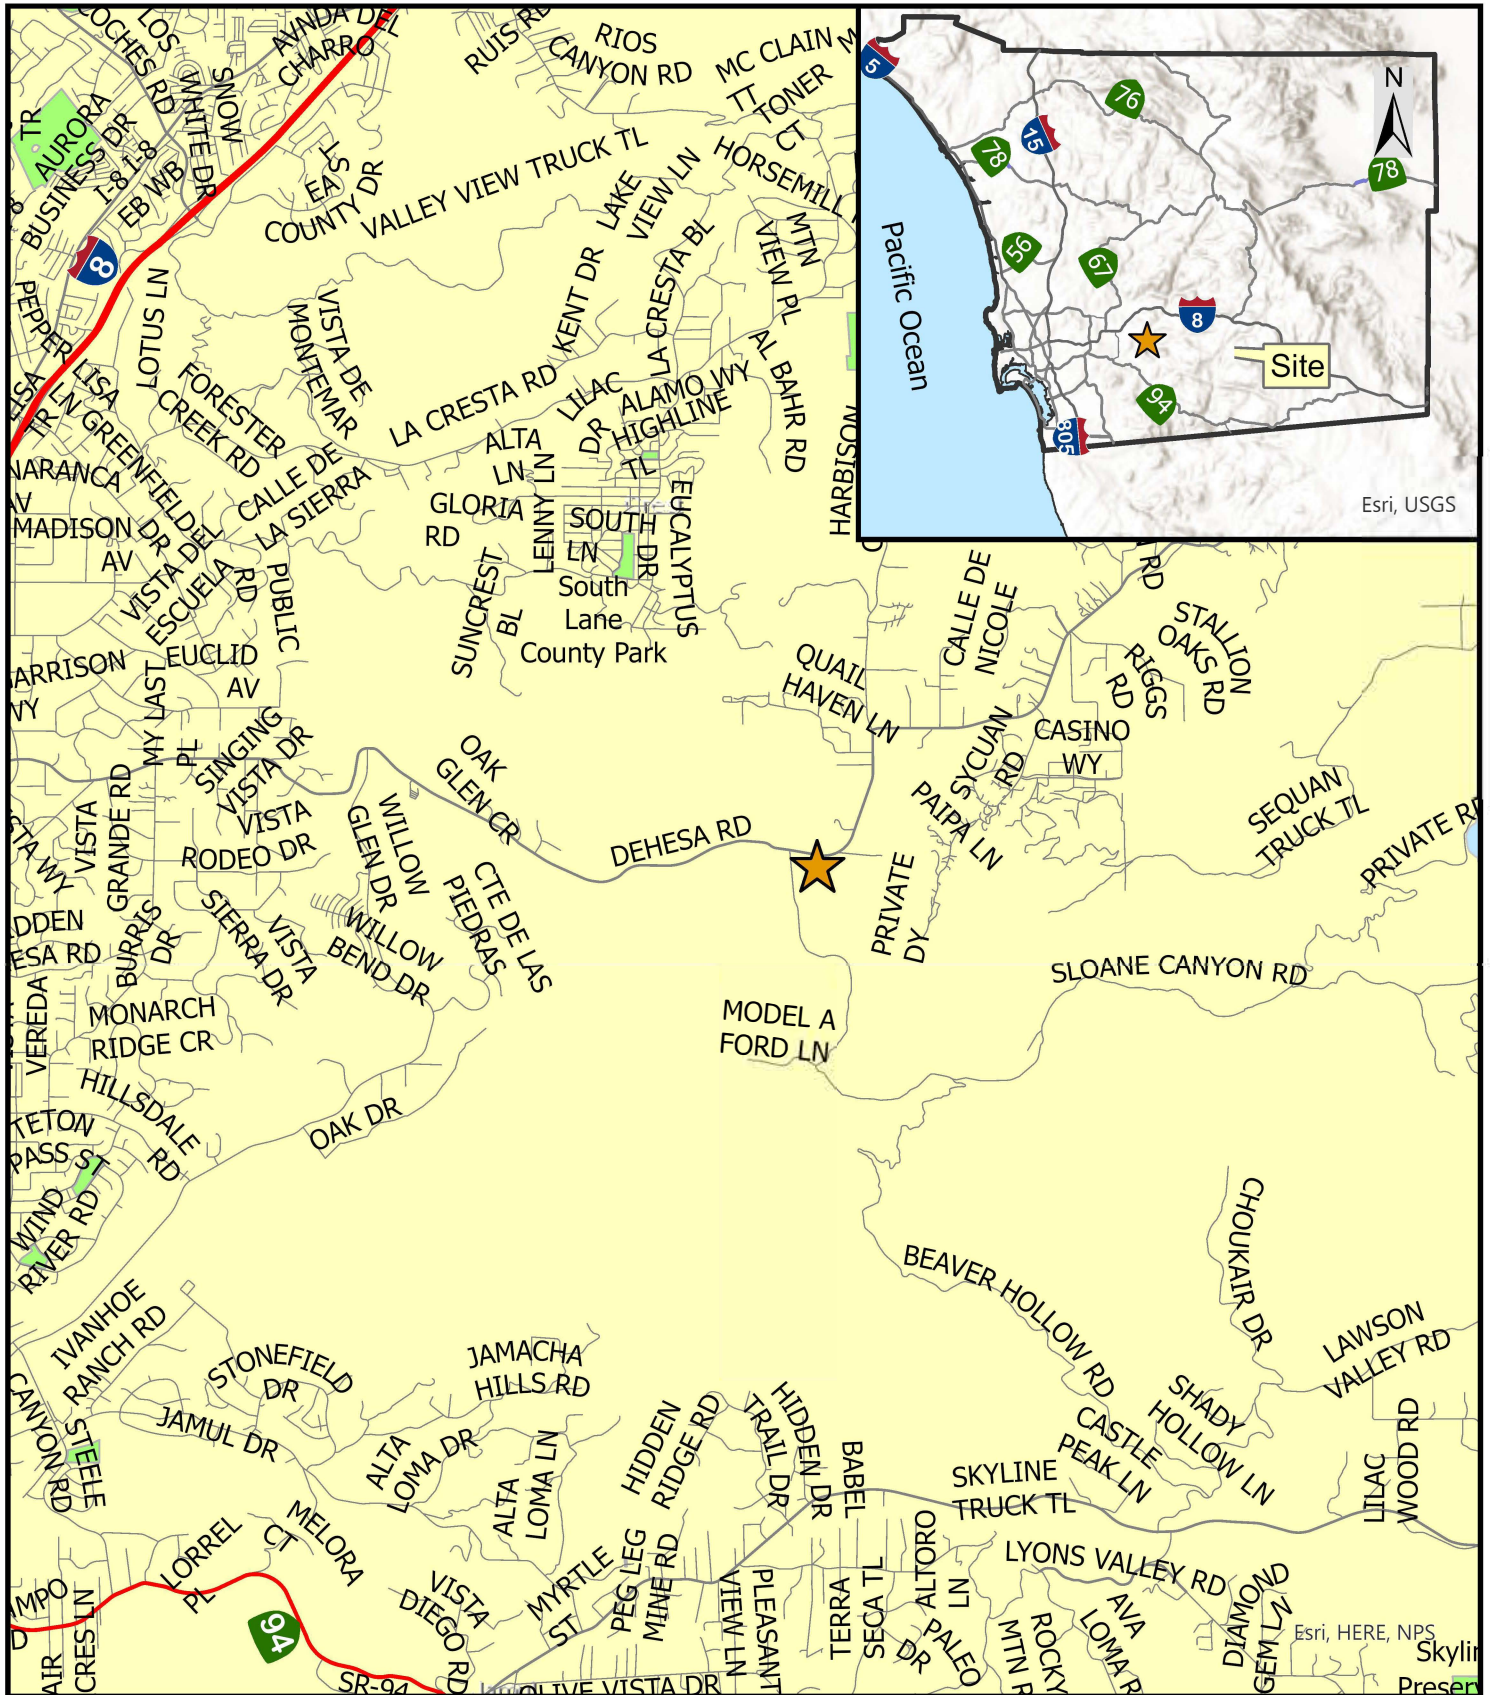 LOS
COCHES RD
AVNDA DEL
CHARRO
SNOW
WHITE DR
RUIS RD
RIOS
CANYON RD
MC CLAIN
TT
TONER
CT
TR
AURORA
BUSINESS DR
I-8 I-8
EB WB
EA S
COUNTY DR
VALLEY VIEW TRUCK TL
LAKE
VIEW LN
HORSEMILL
8
LOTUS LN
PEPPER
LISA
LN
VISTA DE
MONTEMAR
KENT DR
LA CRESTA BL
MTN
VIEW PL
AL BAHR RD
FORESTER
CREEK RD
LA CRESTA RD
LILAC
DR
ALAMO WY
HIGHLINE
TL
ALTA
LN
LENNY LN
HARBISON
NARANCA
AV
GREENFIELD
DR
CALLE DE
LA SIERRA
GLORIA
RD
SOUTH
LN
DR
EUCALYPTUS
MADISON
AV
VISTA DEL
ESCUELA
RD
PUBLIC
SUNCREST
BL
South
Lane
County Park
EUCLID
AV
MY LAST
PL
QUAIL
HAVEN LN
CALLE DE
NICOLE
RD
STALLION
OAKS RD
RIGGS
RD
SINGING
VISTA DR
OAK
GLEN CR
SYCUAN
RD
CASINO
WY
VISTA
GRANDE RD
VISTA
RODEO DR
WILLOW
GLEN DR
DEHESA RD
PAIPA LN
SEQUAN
TRUCK TL
PRIVATE RD
PRIVATE
DY
BURRIS
DR
SIERRA DR
VISTA
WILLOW
BEND DR
CTE DE LAS
PIEDRAS
SLOANE CANYON RD
VEREDA
MONARCH
RIDGE CR
MODEL A
FORD LN
HILLSDALE
RD
OAK DR
TETON
PASS ST
WIND
RIVER RD
CHOUKAIR DR
BEAVER HOLLOW RD
IVANHOE
RANCH RD
LAWSON
VALLEY RD
STONEFIELD
DR
JAMACHA
HILLS RD
CANYON RD
STEELE
JAMUL DR
ALTA
LOMA DR
ALTA
LOMA LN
HIDDEN
RIDGE RD
HIDDEN
TRAIL DR
HIDDEN DR
BABEL
CASTLE
PEAK LN
SHADY
HOLLOW LN
SKYLINE
TRUCK TL
LILAC
WOOD RD
LORREL
PL
MELORA
CT
LYONS VALLEY RD
94
SR-94
VISTA
DIEGO RD
MYRTLE
ST
PEG LEG
MINE RD
VIEW LN
PLEASANT
TERRA
SECA TL
ALTORO
LN
PALEO
DR
ROCKY
MTN R
AVA
LOMA R
DIAMOND
GEM LN
CRES LN
OLIVE VISTA DR
Esri, HERE, NPS
5
76
15
78
N
78
Pacific Ocean
56
67
8
Site
94
805
Esri, USGS